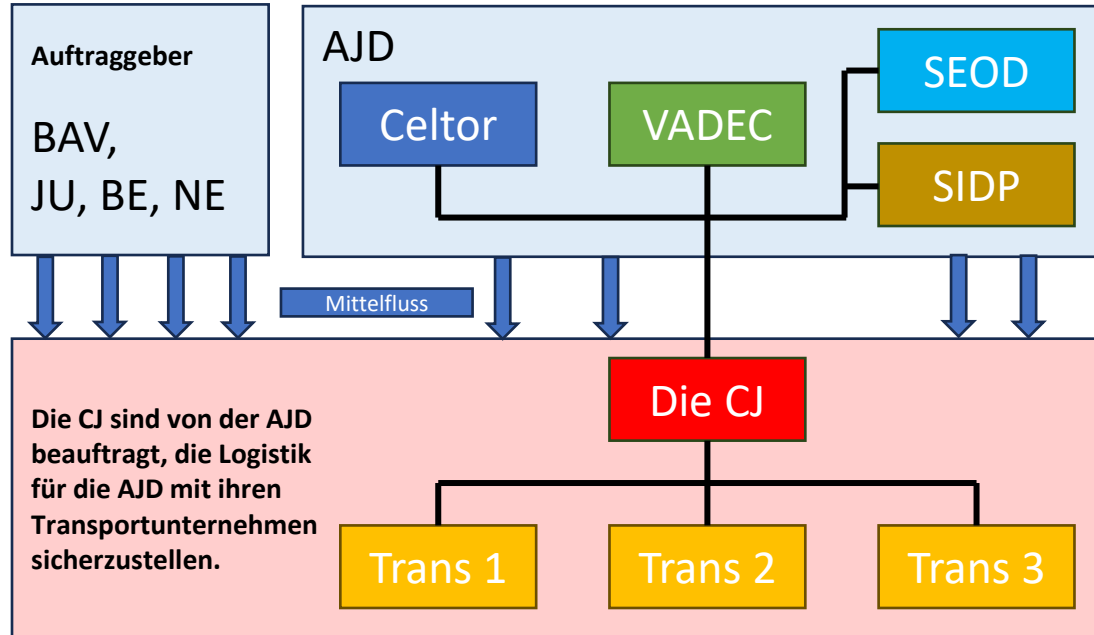 Auftraggeber
BAV,
JU, BE, NE
AJD
Celtor
VADEC
SEOD
SIDP
Mittelfluss
Die CJ sind von der AJD
beauftragt, die Logistik
für die AJD mit ihren
Transportunternehmen
sicherzustellen.
Die CJ
Trans 1
Trans 2
Trans 3